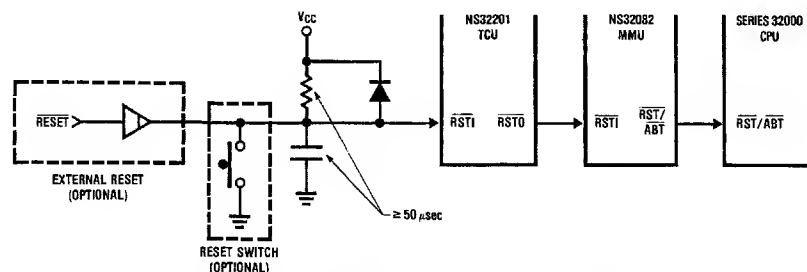 VCC
NS32201
TCU
NS32082
MMU
SERIES 32000
CPU
RESET
RSTI
RSTO
RSTI
RST/
ABT
RST/ABT
EXTERNAL RESET
(OPTIONAL)
≥ 50 μsec
RESET SWITCH
(OPTIONAL)